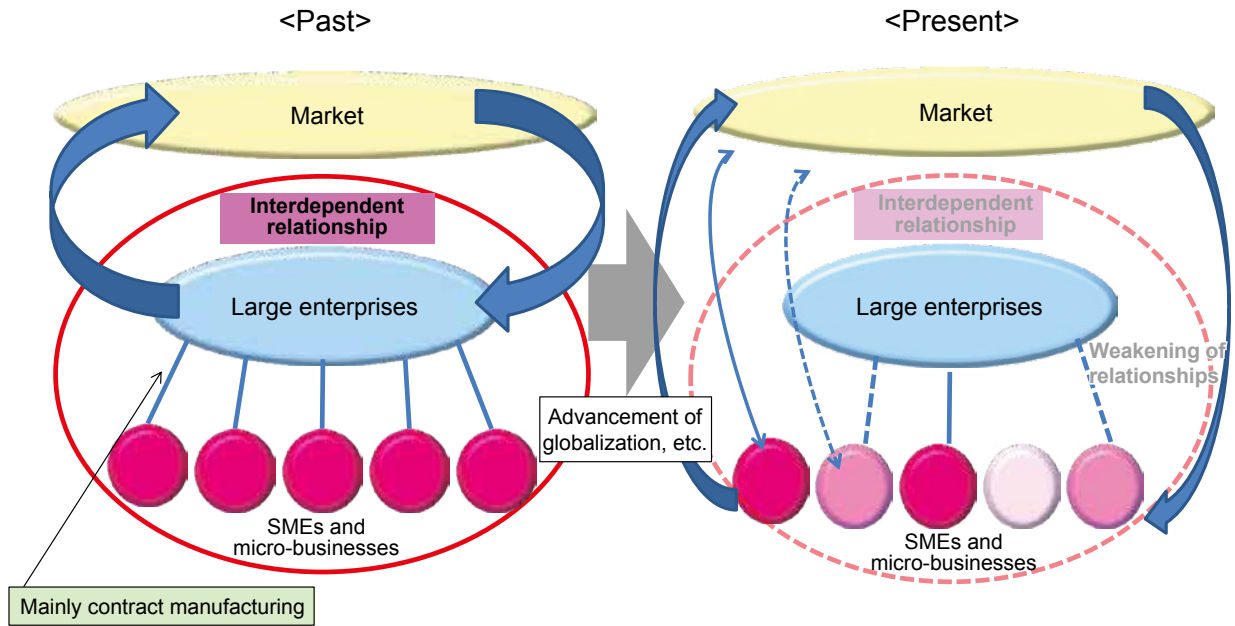 <Past>
Market
Interdependent
relationship
Large enterprises
SMEs and
micro-businesses
Mainly contract manufacturing
Advancement of
globalization, etc.
<Present>
Market
Interdependent
relationship
Large enterprises
Weakening of
relationships
SMEs and
micro-businesses